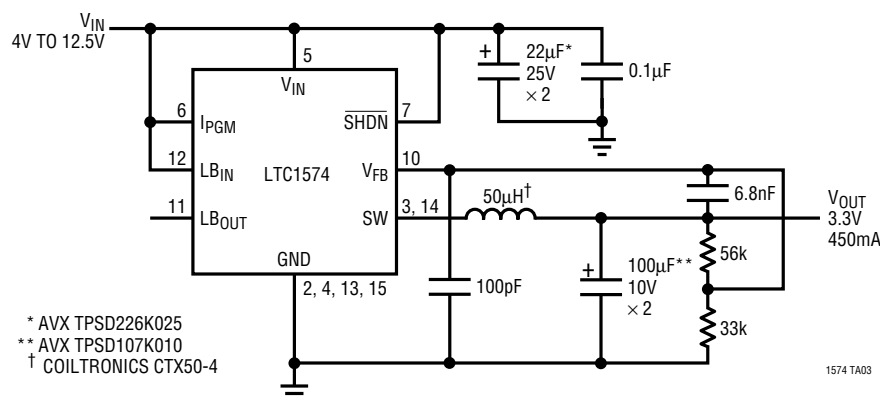 VIN
4V TO 12.5V
5
VIN
22µF*
25V
× 2
+
0.1µF
6
IPGM
SHDN
7
12
LBIN
LTC1574
VFB
10
11
LBOUT
SW
3, 14
50µH†
6.8nF
VOUT
3.3V
450mA
GND
2, 4, 13, 15
100pF
+
100µF**
10V
× 2
56k
33k
* AVX TPSD226K025
** AVX TPSD107K010
† COILTRONICS CTX50-4
1574 TA03